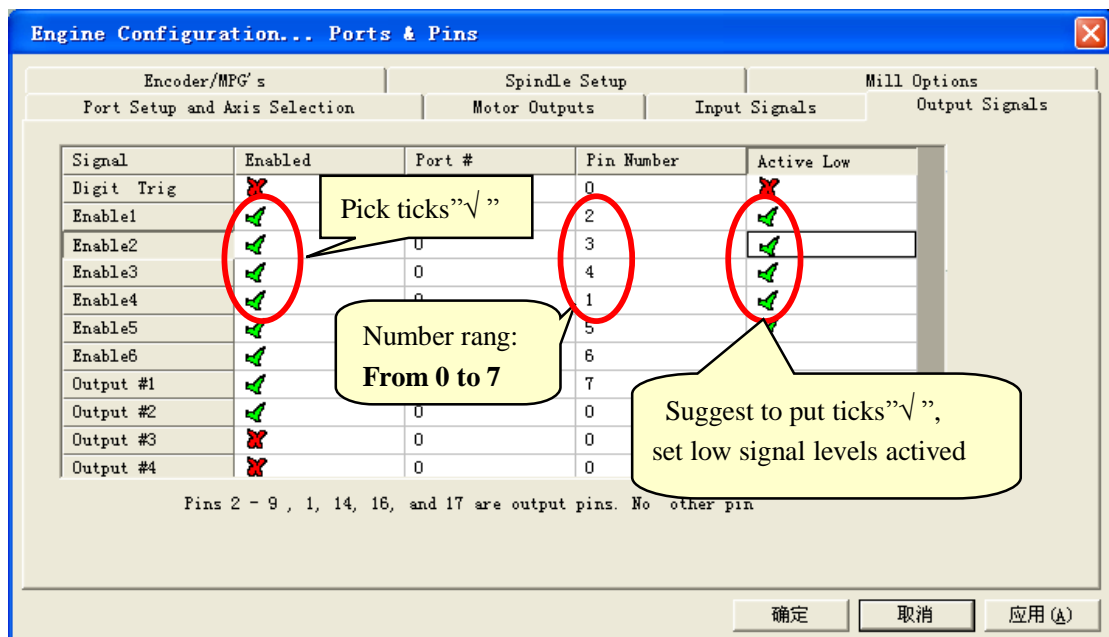 Engine Configuration... Ports & Pins
Encoder/MPG's Spindle Setup Mill Options
Port Setup and Axis Selection Motor Outputs Input Signals Output Signals
Signal Enabled Port # Pin Number Active Low
Digit Trig 0
Enable1 2
Enable2 0 3
Enable3 0 4
Enable4 1
Enable5 5
Enable6 6
Output #1 7
Output #2 0 0
Output #3 0 0
Output #4 0 0
Pick ticks”√ ”
Number rang:
From 0 to 7
Suggest to put ticks”√ ”,
set low signal levels actived
Pins 2 - 9 , 1, 14, 16, and 17 are output pins. No other pin
确定 取消 应用(A)